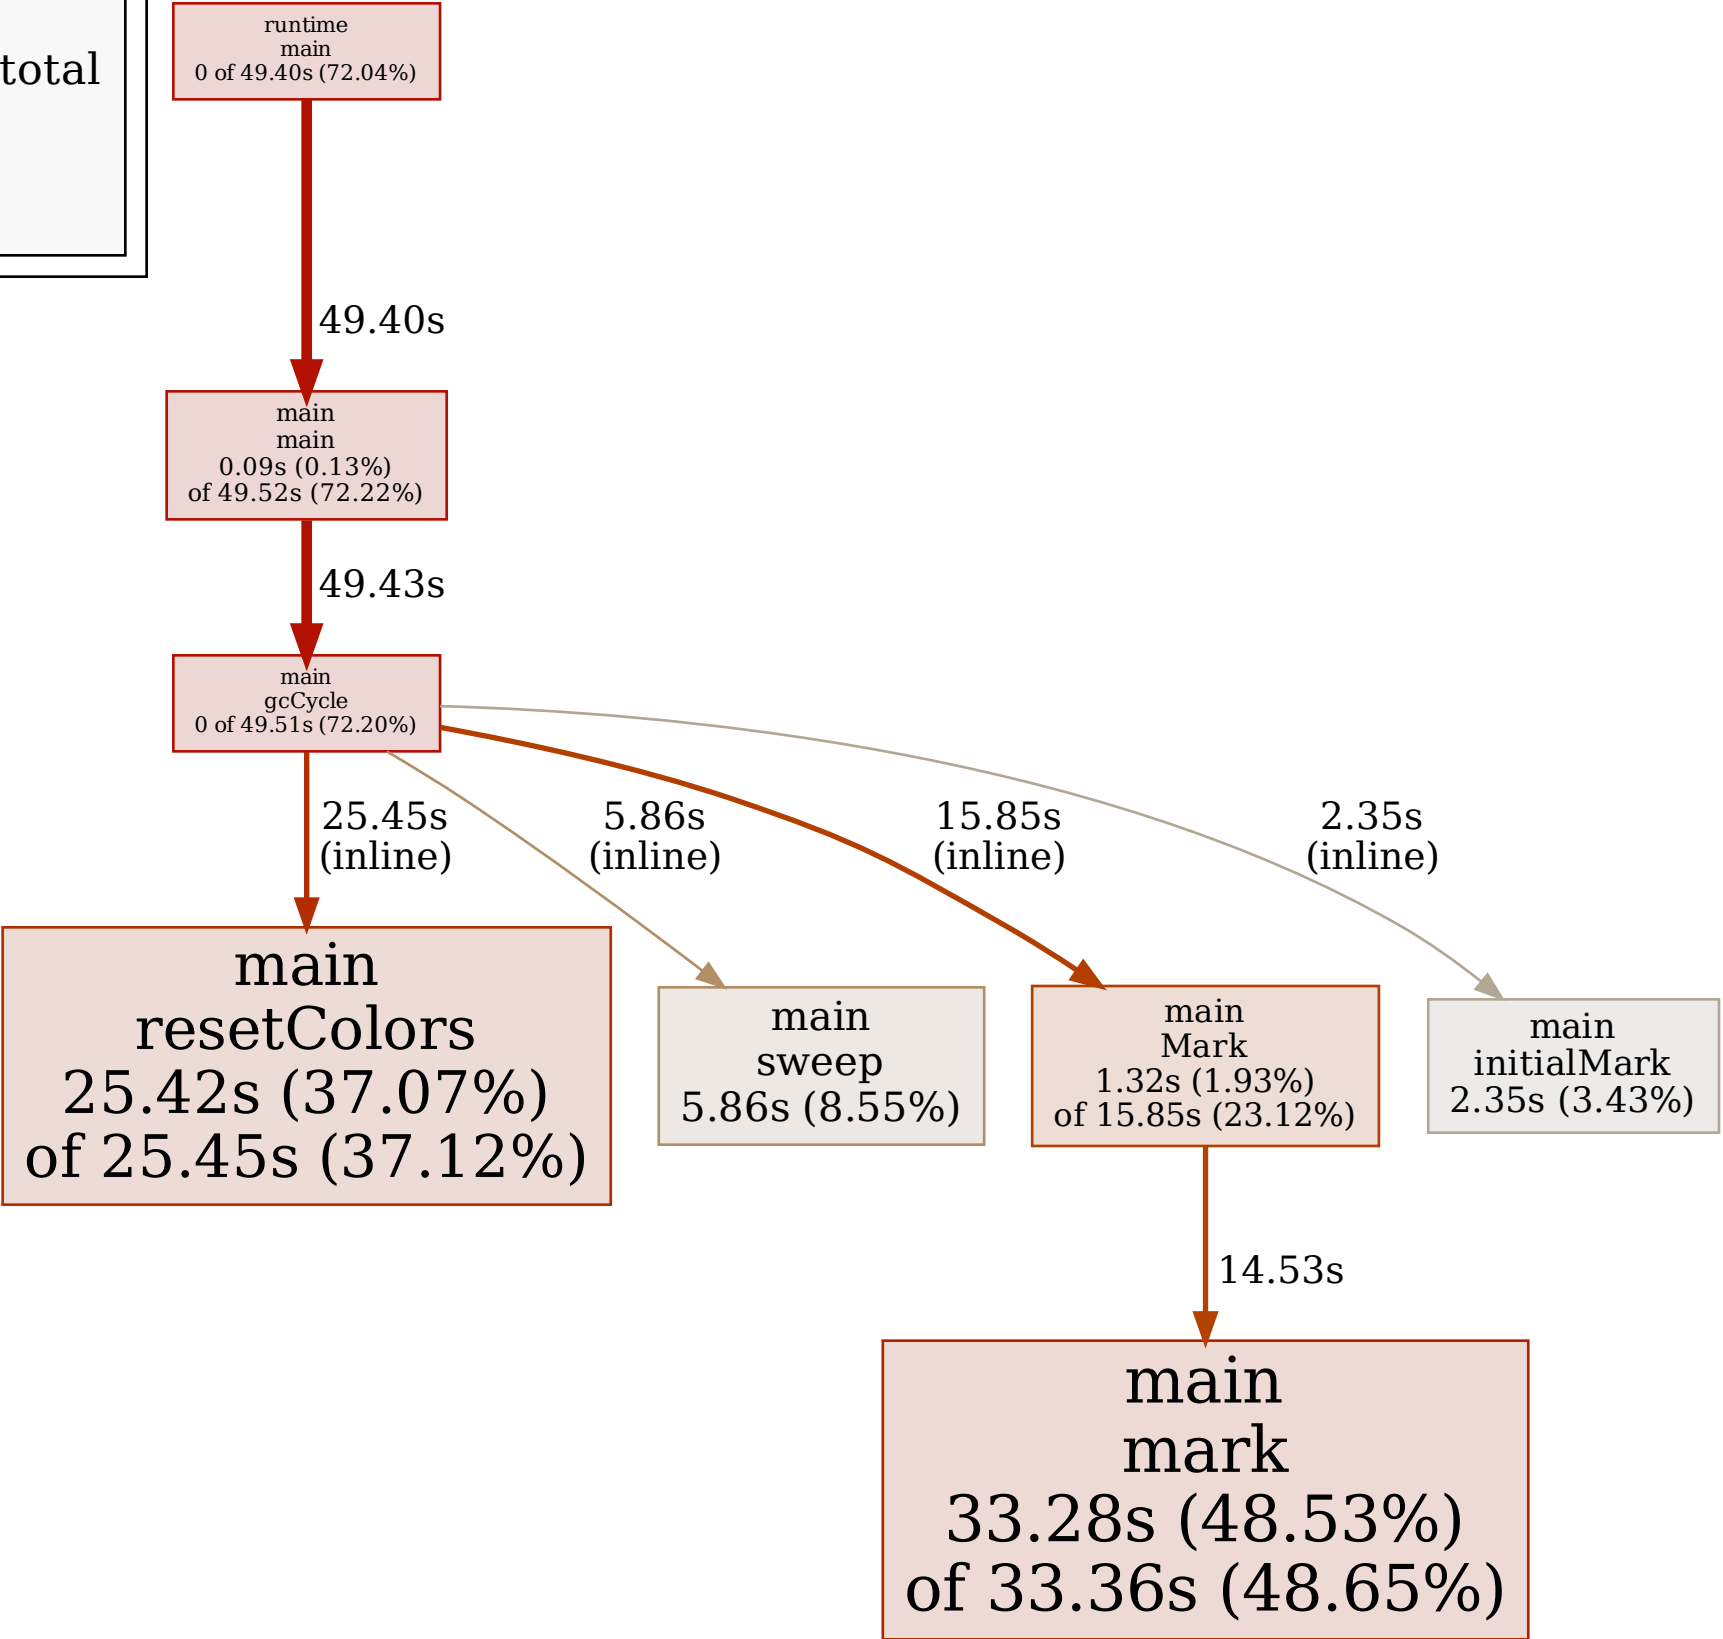 total
runtime
main
0 of 49.40s (72.04%)
49.40s
main
main
0.09s (0.13%)
of 49.52s (72.22%)
49.43s
main
gcCycle
0 of 49.51s (72.20%)
25.45s
(inline)
5.86s
(inline)
15.85s
(inline)
2.35s
(inline)
main
resetColors
25.42s (37.07%)
of 25.45s (37.12%)
main
sweep
5.86s (8.55%)
main
Mark
1.32s (1.93%)
of 15.85s (23.12%)
main
initialMark
2.35s (3.43%)
14.53s
main
mark
33.28s (48.53%)
of 33.36s (48.65%)